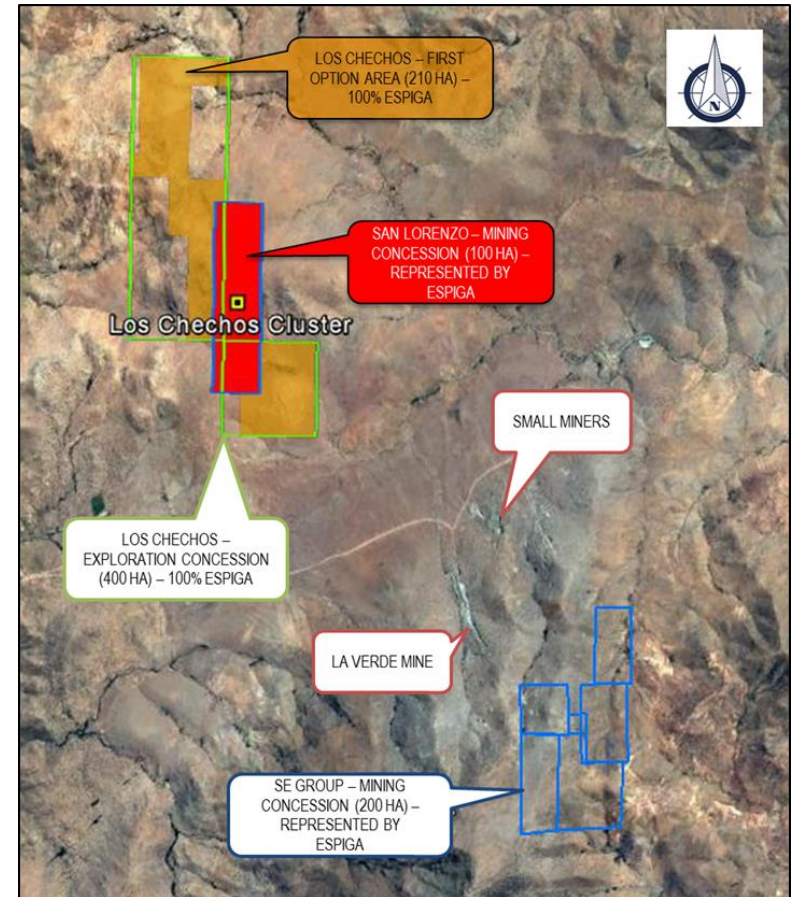 LOS CHECHOS – FIRST
OPTION AREA (210 HA) –
100% ESPIGA
N
SAN LORENZO – MINING
CONCESSION (100 HA) –
REPRESENTED BY
ESPIGA
Los Chechos Cluster
SMALL MINERS
LOS CHECHOS –
EXPLORATION CONCESSION
(400 HA) – 100% ESPIGA
LA VERDE MINE
SE GROUP – MINING
CONCESSION (200 HA) –
REPRESENTED BY
ESPIGA